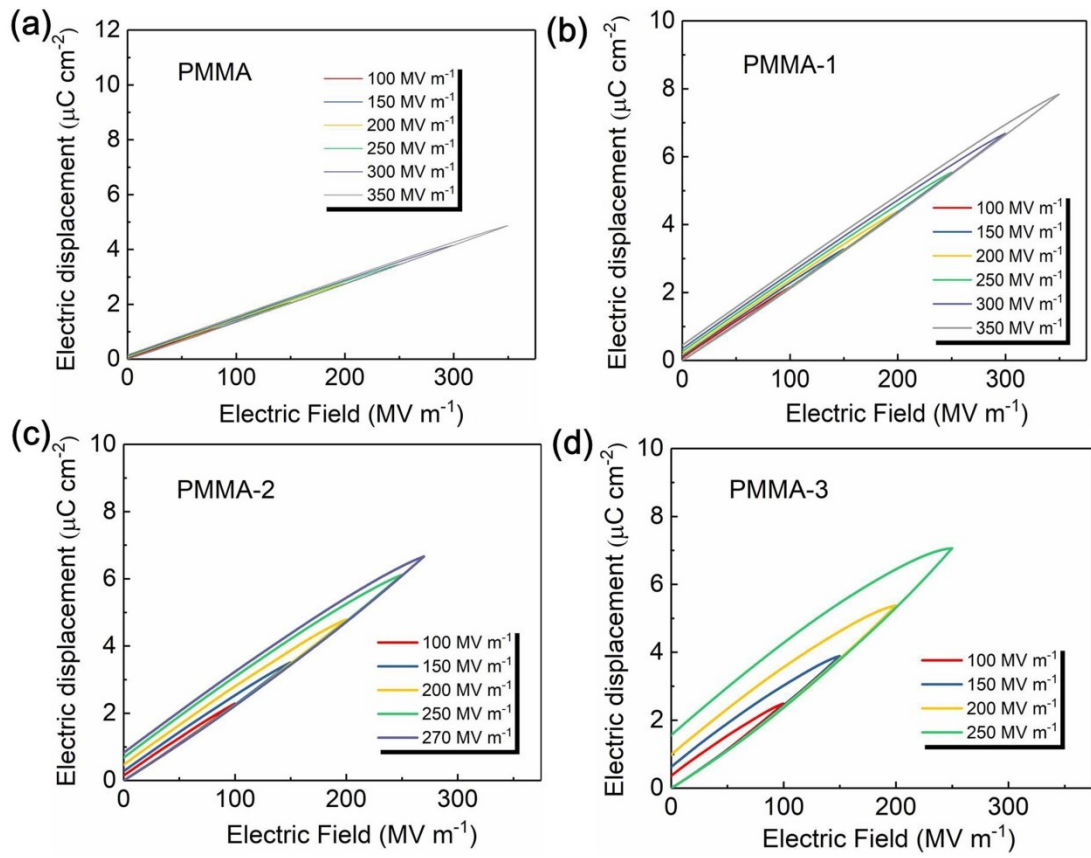 (a)
PMMA
100 MV m⁻¹
150 MV m⁻¹
200 MV m⁻¹
250 MV m⁻¹
300 MV m⁻¹
350 MV m⁻¹
Electric displacement (μC cm⁻²)
12
10
8
6
4
2
0
0
100
200
300
Electric Field (MV m⁻¹)
(b)
PMMA-1
100 MV m⁻¹
150 MV m⁻¹
200 MV m⁻¹
250 MV m⁻¹
300 MV m⁻¹
350 MV m⁻¹
Electric displacement (μC cm⁻²)
10
8
6
4
2
0
0
100
200
300
Electric Field (MV m⁻¹)
(c)
PMMA-2
100 MV m⁻¹
150 MV m⁻¹
200 MV m⁻¹
250 MV m⁻¹
270 MV m⁻¹
Electric displacement (μC cm⁻²)
10
8
6
4
2
0
0
100
200
300
Electric Field (MV m⁻¹)
(d)
PMMA-3
100 MV m⁻¹
150 MV m⁻¹
200 MV m⁻¹
250 MV m⁻¹
Electric displacement (μC cm⁻²)
10
8
6
4
2
0
0
100
200
300
Electric Field (MV m⁻¹)